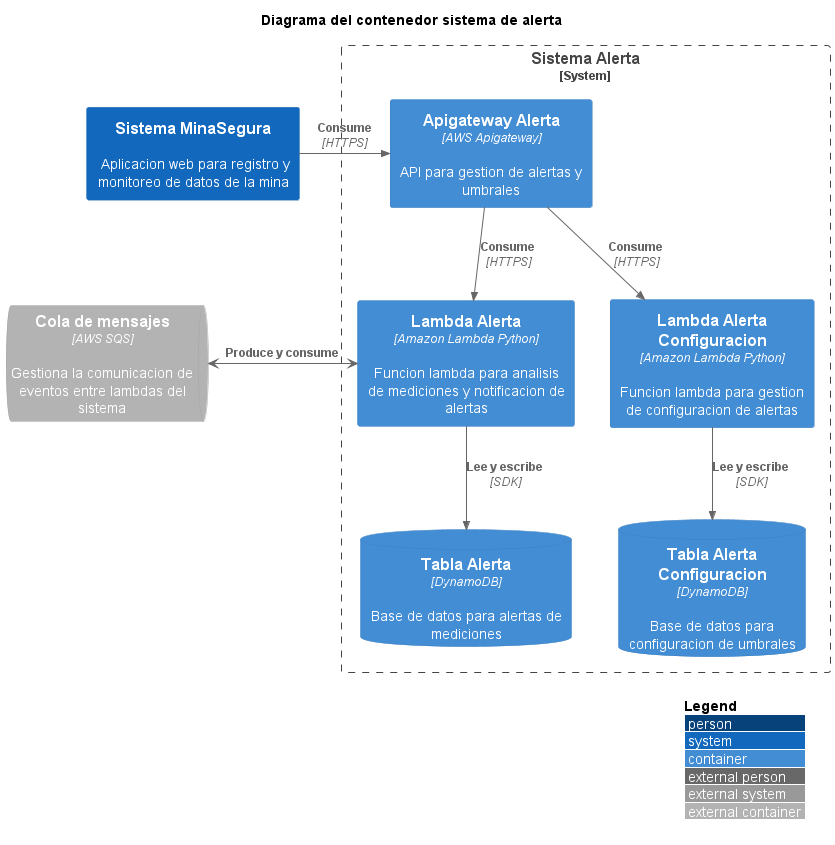 Diagrama del contenedor sistema de alerta
Sistema Alerta
[System]
Sistema MinaSegura
Aplicacion web para registro y
monitoreo de datos de la mina
Consume
[HTTPS]
Apigateway Alerta
[AWS Apigateway]
API para gestion de alertas y
umbrales
Consume
[HTTPS]
Consume
[HTTPS]
Cola de mensajes
[AWS SQS]
Gestiona la comunicacion de
eventos entre lambdas del
sistema
Produce y consume
Lambda Alerta
[Amazon Lambda Python]
Funcion lambda para analisis
de mediciones y notificacion de
alertas
Lambda Alerta
Configuracion
[Amazon Lambda Python]
Funcion lambda para gestion
de configuracion de alertas
Lee y escribe
[SDK]
Lee y escribe
[SDK]
Tabla Alerta
[DynamoDB]
Base de datos para alertas de
mediciones
Tabla Alerta
Configuracion
[DynamoDB]
Base de datos para
configuracion de umbrales
Legend
person
system
container
external person
external system
external container